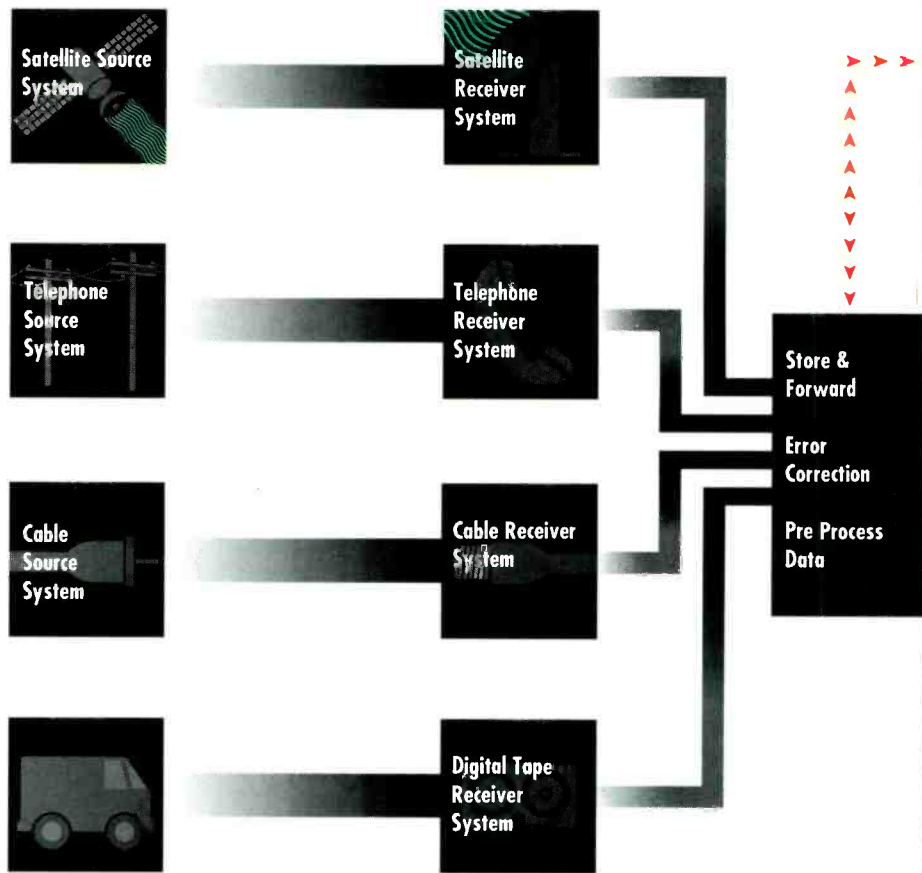 Satellite Source
System
Satellite
Receiver
System
Telephone
Source
System
Telephone
Receiver
System
Store &
Forward
Error
Correction
Pre Process
Data
Cable
Source
System
Cable Receiver
System
Digital Tape
Receiver
System